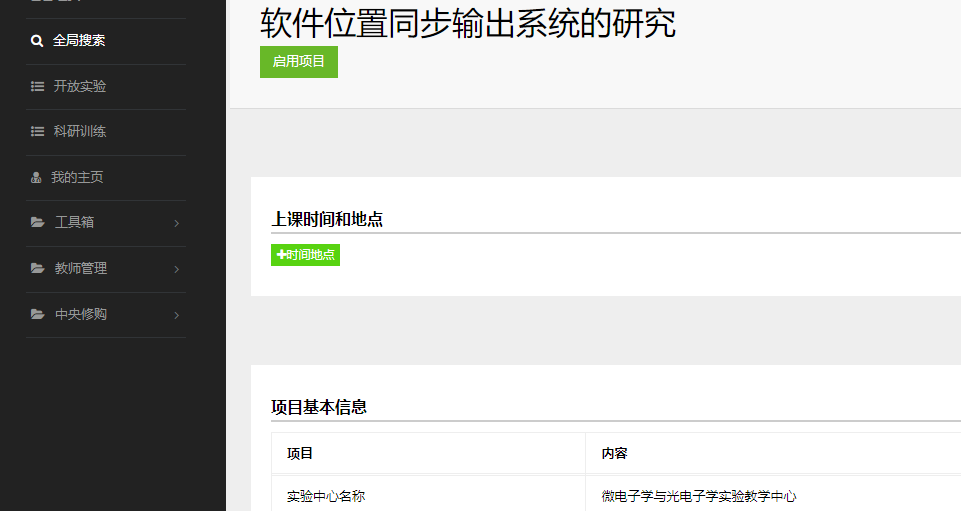 全局搜索
开放实验
科研训练
我的主页
工具箱
教师管理
中央修购
软件位置同步输出系统的研究
启用项目
上课时间和地点
时间地点
项目基本信息
项目 内容
实验中心名称 微电子学与光电子学实验教学中心